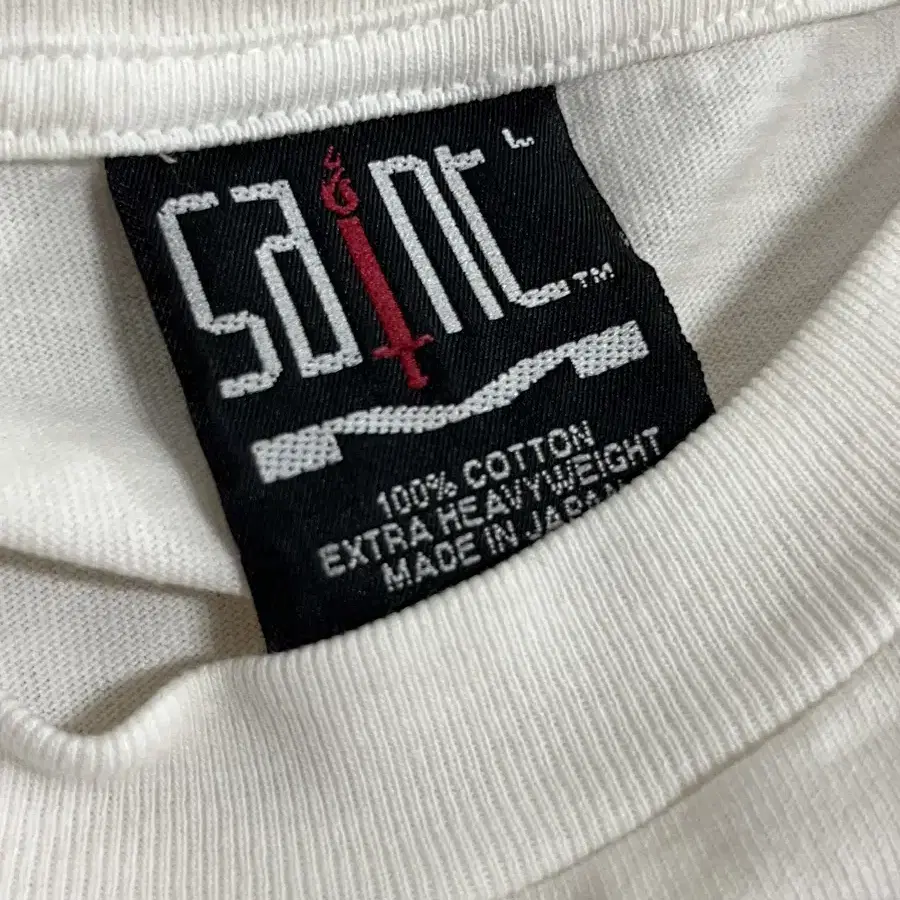 saint™
100% COTTON
EXTRA HEAVYWEIGHT
MADE IN JAPAN